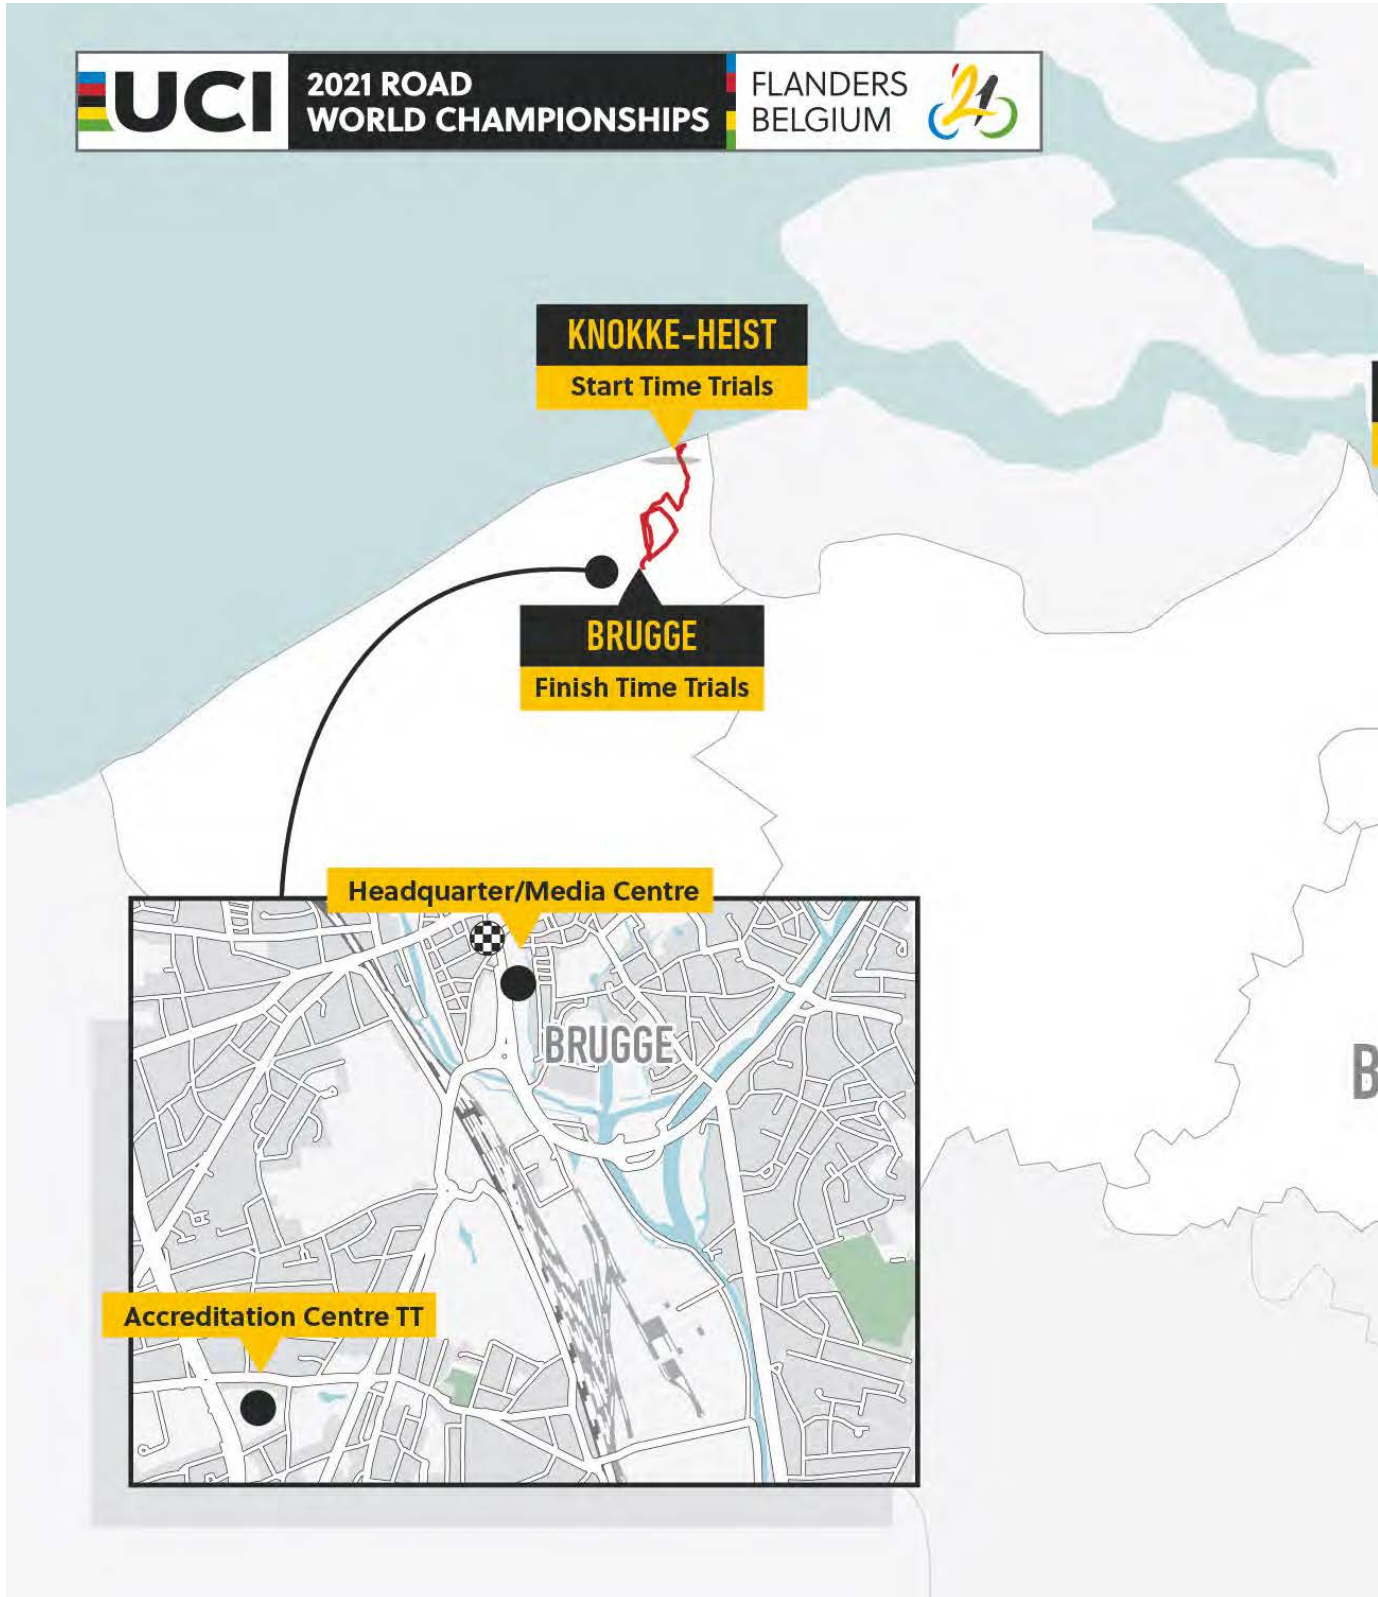 UCI
2021 ROAD
WORLD CHAMPIONSHIPS
FLANDERS
BELGIUM
21
KNOKKE-HEIST
Start Time Trials
BRUGGE
Finish Time Trials
Headquarter/Media Centre
BRUGGE
B
Accreditation Centre TT